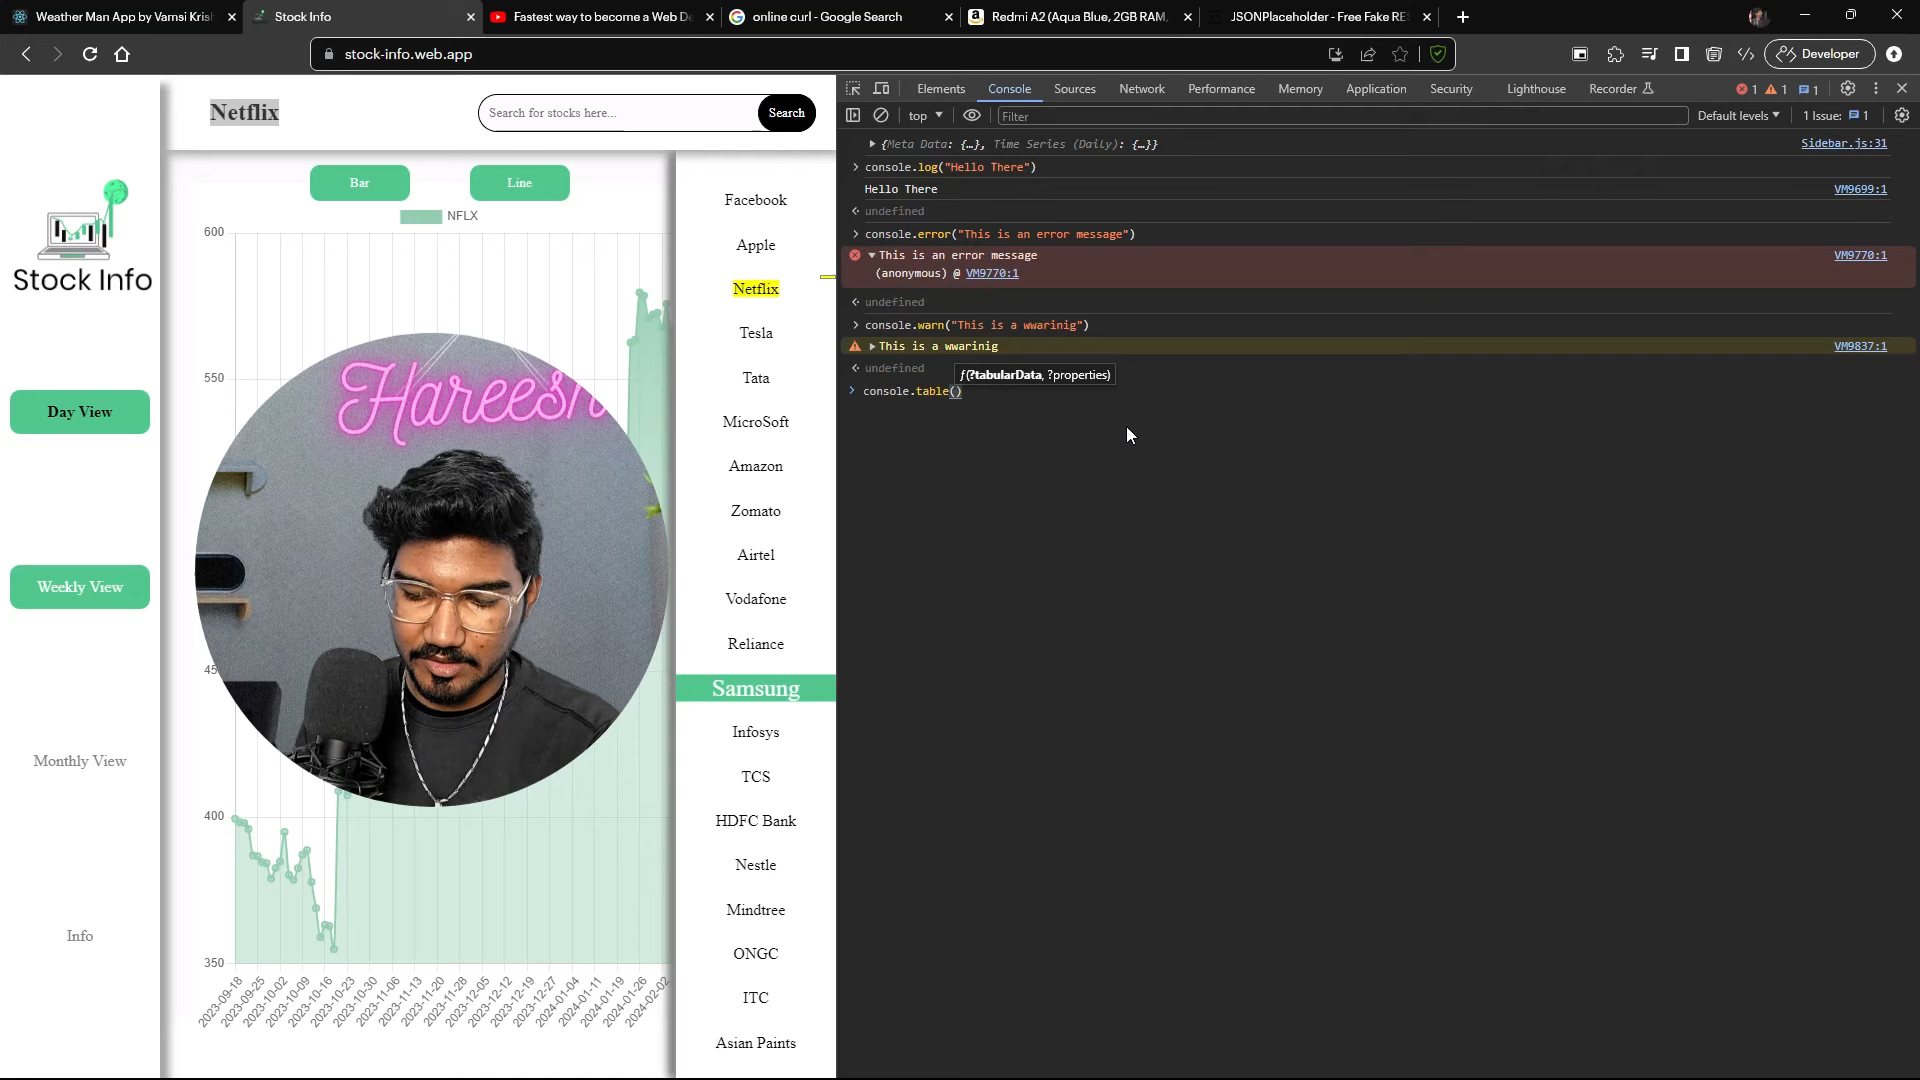 Weather Man App by Vamsi Krish
Stock Info
Fastest way to become a Web De
online curl - Google Search
Redmi A2 (Aqua Blue, 2GB RAM,
JSONPlaceholder - Free Fake RES
stock-info.web.app
Developer
Netflix
Search for stocks here...
Search
Stock Info
Day View
Weekly View
Monthly View
Info
Bar
Line
NFLX
600
550
45
400
350
2023-09-18
2023-09-25
2023-10-02
2023-10-09
2023-10-16
2023-10-23
2023-10-30
2023-11-06
2023-11-13
2023-11-20
2023-11-28
2023-12-05
2023-12-12
2023-12-19
2023-12-27
2024-01-04
2024-01-11
2024-01-19
2024-01-26
2024-02-02
Hareesh
Facebook
Apple
Netflix
Tesla
Tata
MicroSoft
Amazon
Zomato
Airtel
Vodafone
Reliance
Samsung
Infosys
TCS
HDFC Bank
Nestle
Mindtree
ONGC
ITC
Asian Paints
Elements Console Sources Network Performance Memory Application Security Lighthouse Recorder
1 1 1
top Filter Default levels 1 Issue: 1
{Meta Data: {…}, Time Series (Daily): {…}} Sidebar.js:31
console.log("Hello There")
Hello There VM9699:1
undefined
console.error("This is an error message")
This is an error message VM9770:1
(anonymous) @ VM9770:1
undefined
console.warn("This is a wwarinig")
This is a wwarinig VM9837:1
undefined
ƒ(?tabularData, ?properties)
console.table()